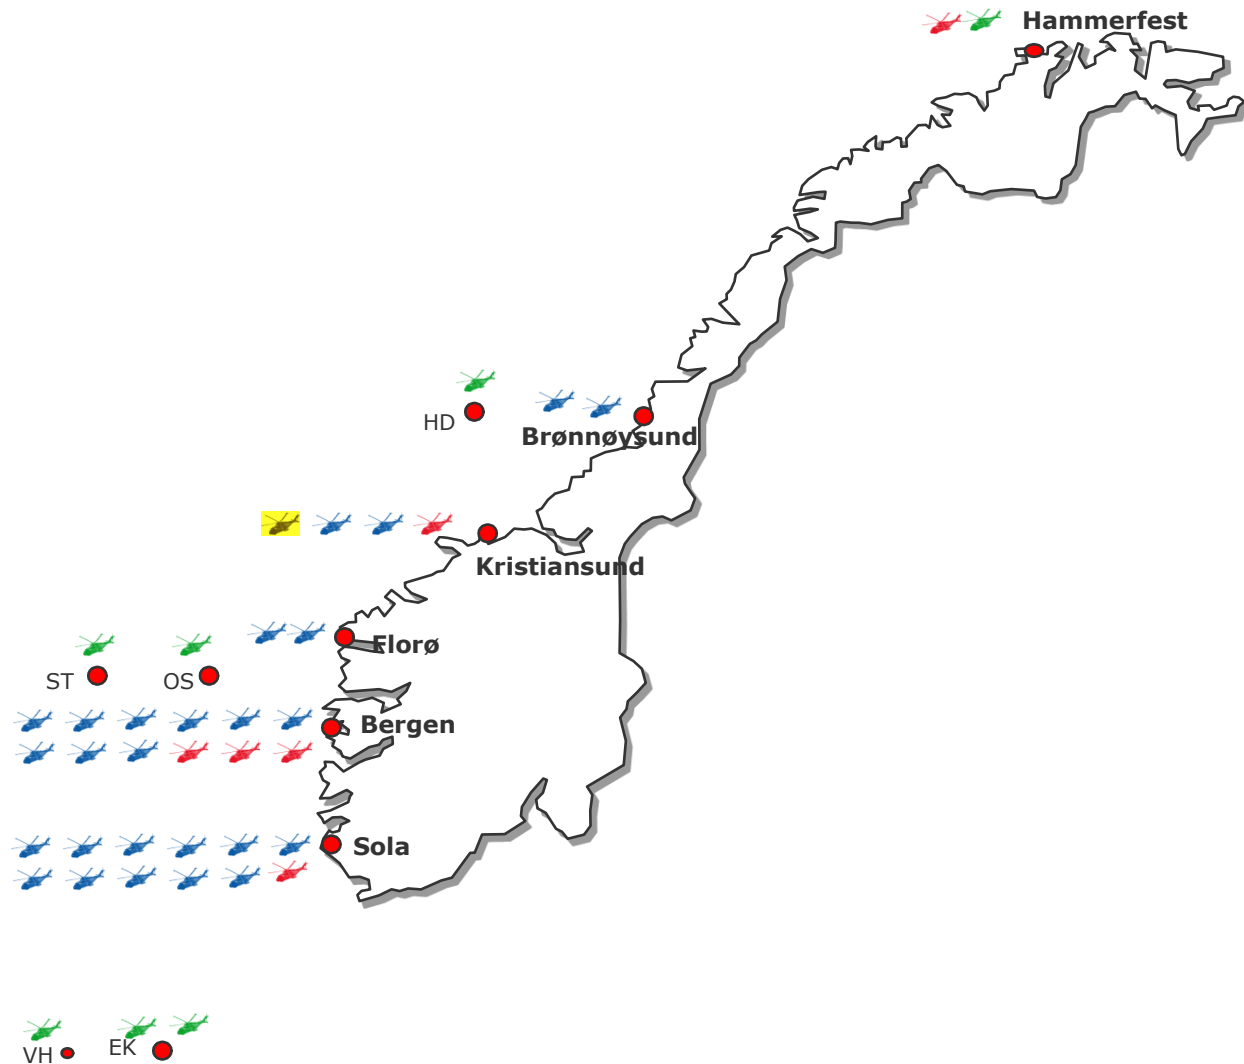 Hammerfest
HD
Brønnøysund
Kristiansund
Florø
ST
OS
Bergen
Sola
VH
EK